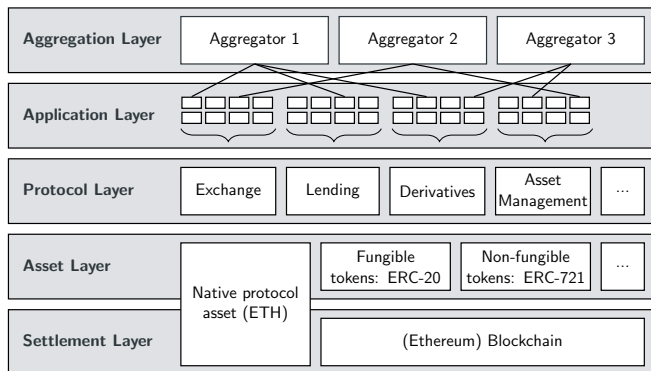 Aggregation Layer
Aggregator 1
Aggregator 2
Aggregator 3
Application Layer
Protocol Layer
Exchange
Lending
Derivatives
Asset
Management
...
Asset Layer
Native protocol
asset (ETH)
Fungible
tokens: ERC-20
Non-fungible
tokens: ERC-721
...
Settlement Layer
(Ethereum) Blockchain